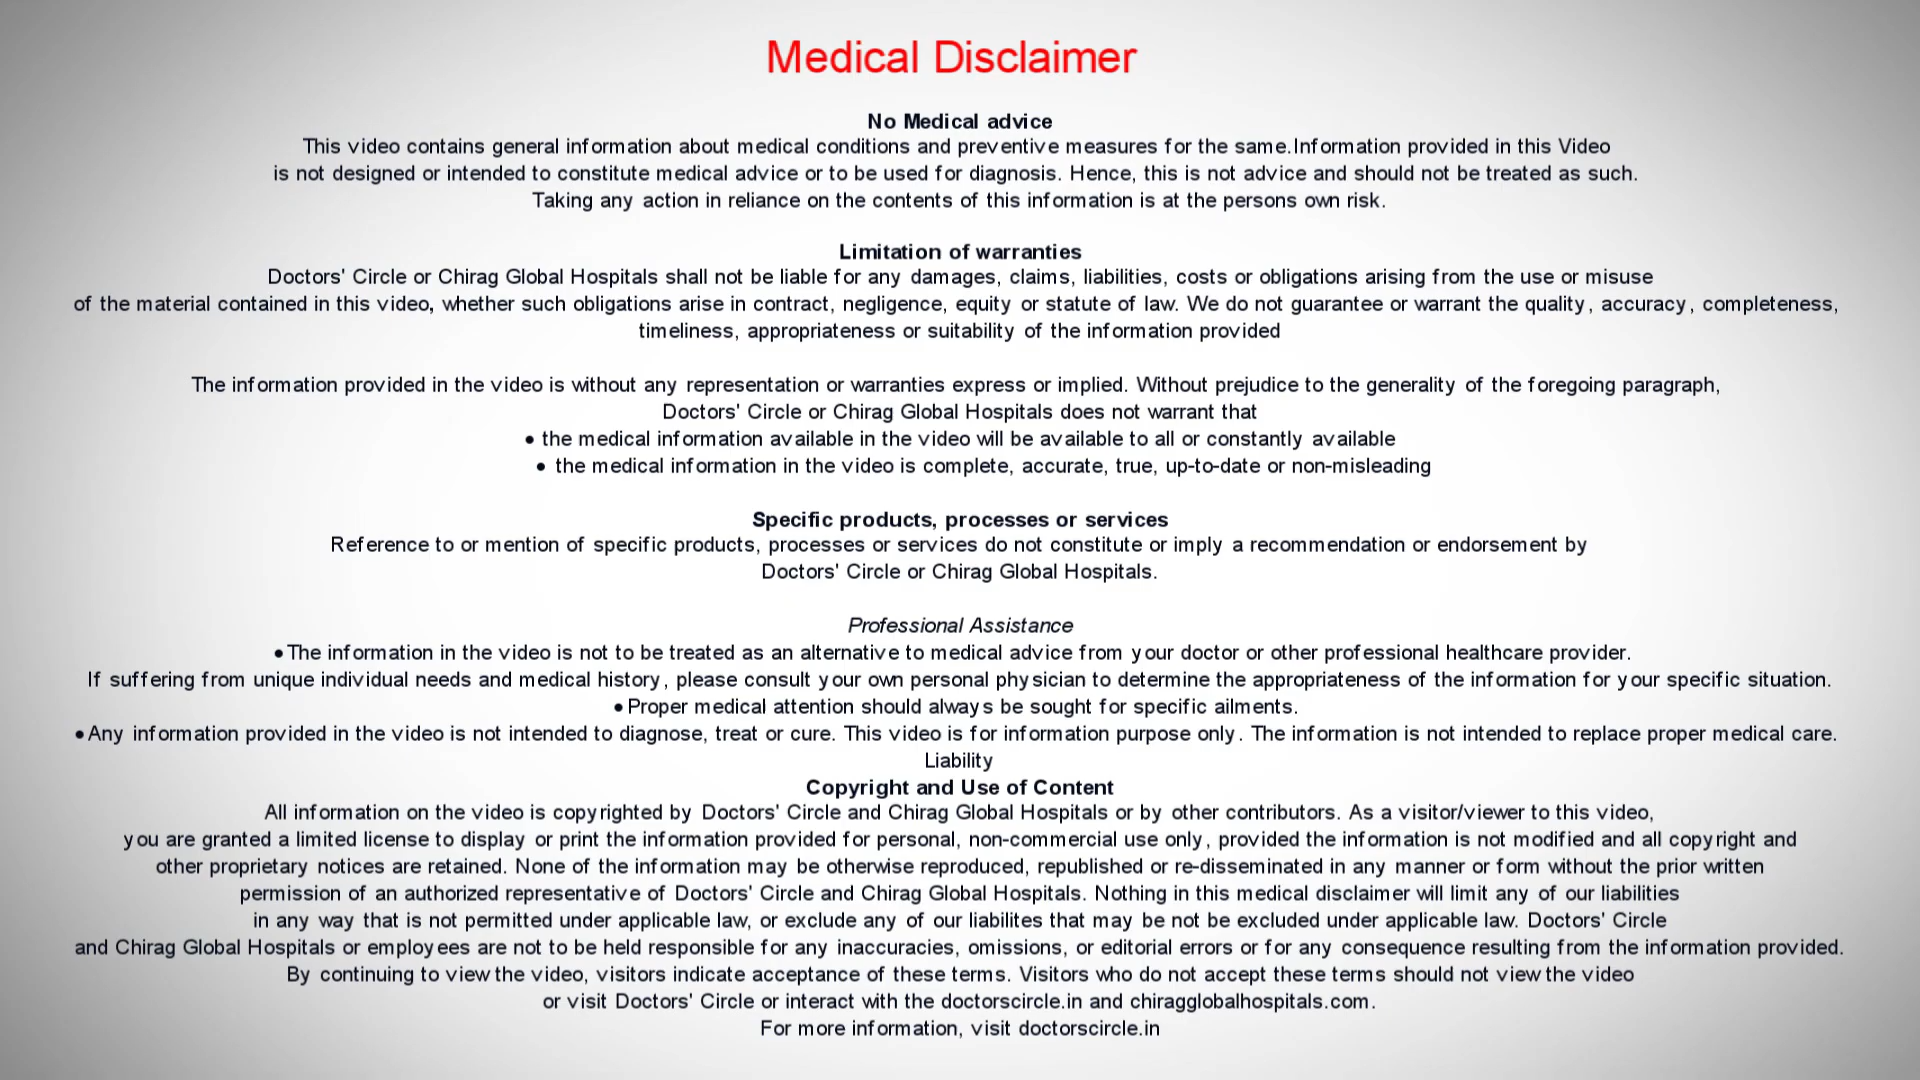 Medical Disclaimer
No Medical advice
This video contains general information about medical conditions and preventive measures for the same.Information provided in this Video
is not designed or intended to constitute medical advice or to be used for diagnosis. Hence, this is not advice and should not be treated as such.
Taking any action in reliance on the contents of this information is at the persons own risk.
Limitation of warranties
Doctors' Circle or Chirag Global Hospitals shall not be liable for any damages, claims, liabilities, costs or obligations arising from the use or misuse
of the material contained in this video, whether such obligations arise in contract, negligence, equity or statute of law. We do not guarantee or warrant the quality, accuracy, completeness,
timeliness, appropriateness or suitability of the information provided
The information provided in the video is without any representation or warranties express or implied. Without prejudice to the generality of the foregoing paragraph,
Doctors' Circle or Chirag Global Hospitals does not warrant that
• the medical information available in the video will be available to all or constantly available
• the medical information in the video is complete, accurate, true, up-to-date or non-misleading
Specific products, processes or services
Reference to or mention of specific products, processes or services do not constitute or imply a recommendation or endorsement by
Doctors' Circle or Chirag Global Hospitals.
Professional Assistance
•The information in the video is not to be treated as an alternative to medical advice from your doctor or other professional healthcare provider.
If suffering from unique individual needs and medical history, please consult your own personal physician to determine the appropriateness of the information for your specific situation.
•Proper medical attention should always be sought for specific ailments.
•Any information provided in the video is not intended to diagnose, treat or cure. This video is for information purpose only. The information is not intended to replace proper medical care.
Liability
Copyright and Use of Content
All information on the video is copyrighted by Doctors' Circle and Chirag Global Hospitals or by other contributors. As a visitor/viewer to this video,
you are granted a limited license to display or print the information provided for personal, non-commercial use only, provided the information is not modified and all copyright and
other proprietary notices are retained. None of the information may be otherwise reproduced, republished or re-disseminated in any manner or form without the prior written
permission of an authorized representative of Doctors' Circle and Chirag Global Hospitals. Nothing in this medical disclaimer will limit any of our liabilities
in any way that is not permitted under applicable law, or exclude any of our liabilites that may be not be excluded under applicable law. Doctors' Circle
and Chirag Global Hospitals or employees are not to be held responsible for any inaccuracies, omissions, or editorial errors or for any consequence resulting from the information provided.
By continuing to view the video, visitors indicate acceptance of these terms. Visitors who do not accept these terms should not view the video
or visit Doctors' Circle or interact with the doctorscircle.in and chiragglobalhospitals.com.
For more information, visit doctorscircle.in